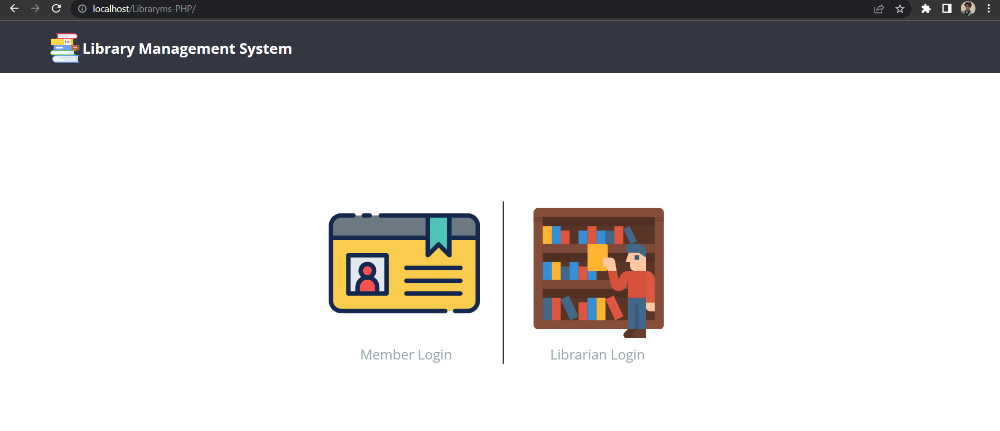 localhost/Libraryms-PHP/
Library Management System
Member Login
Librarian Login